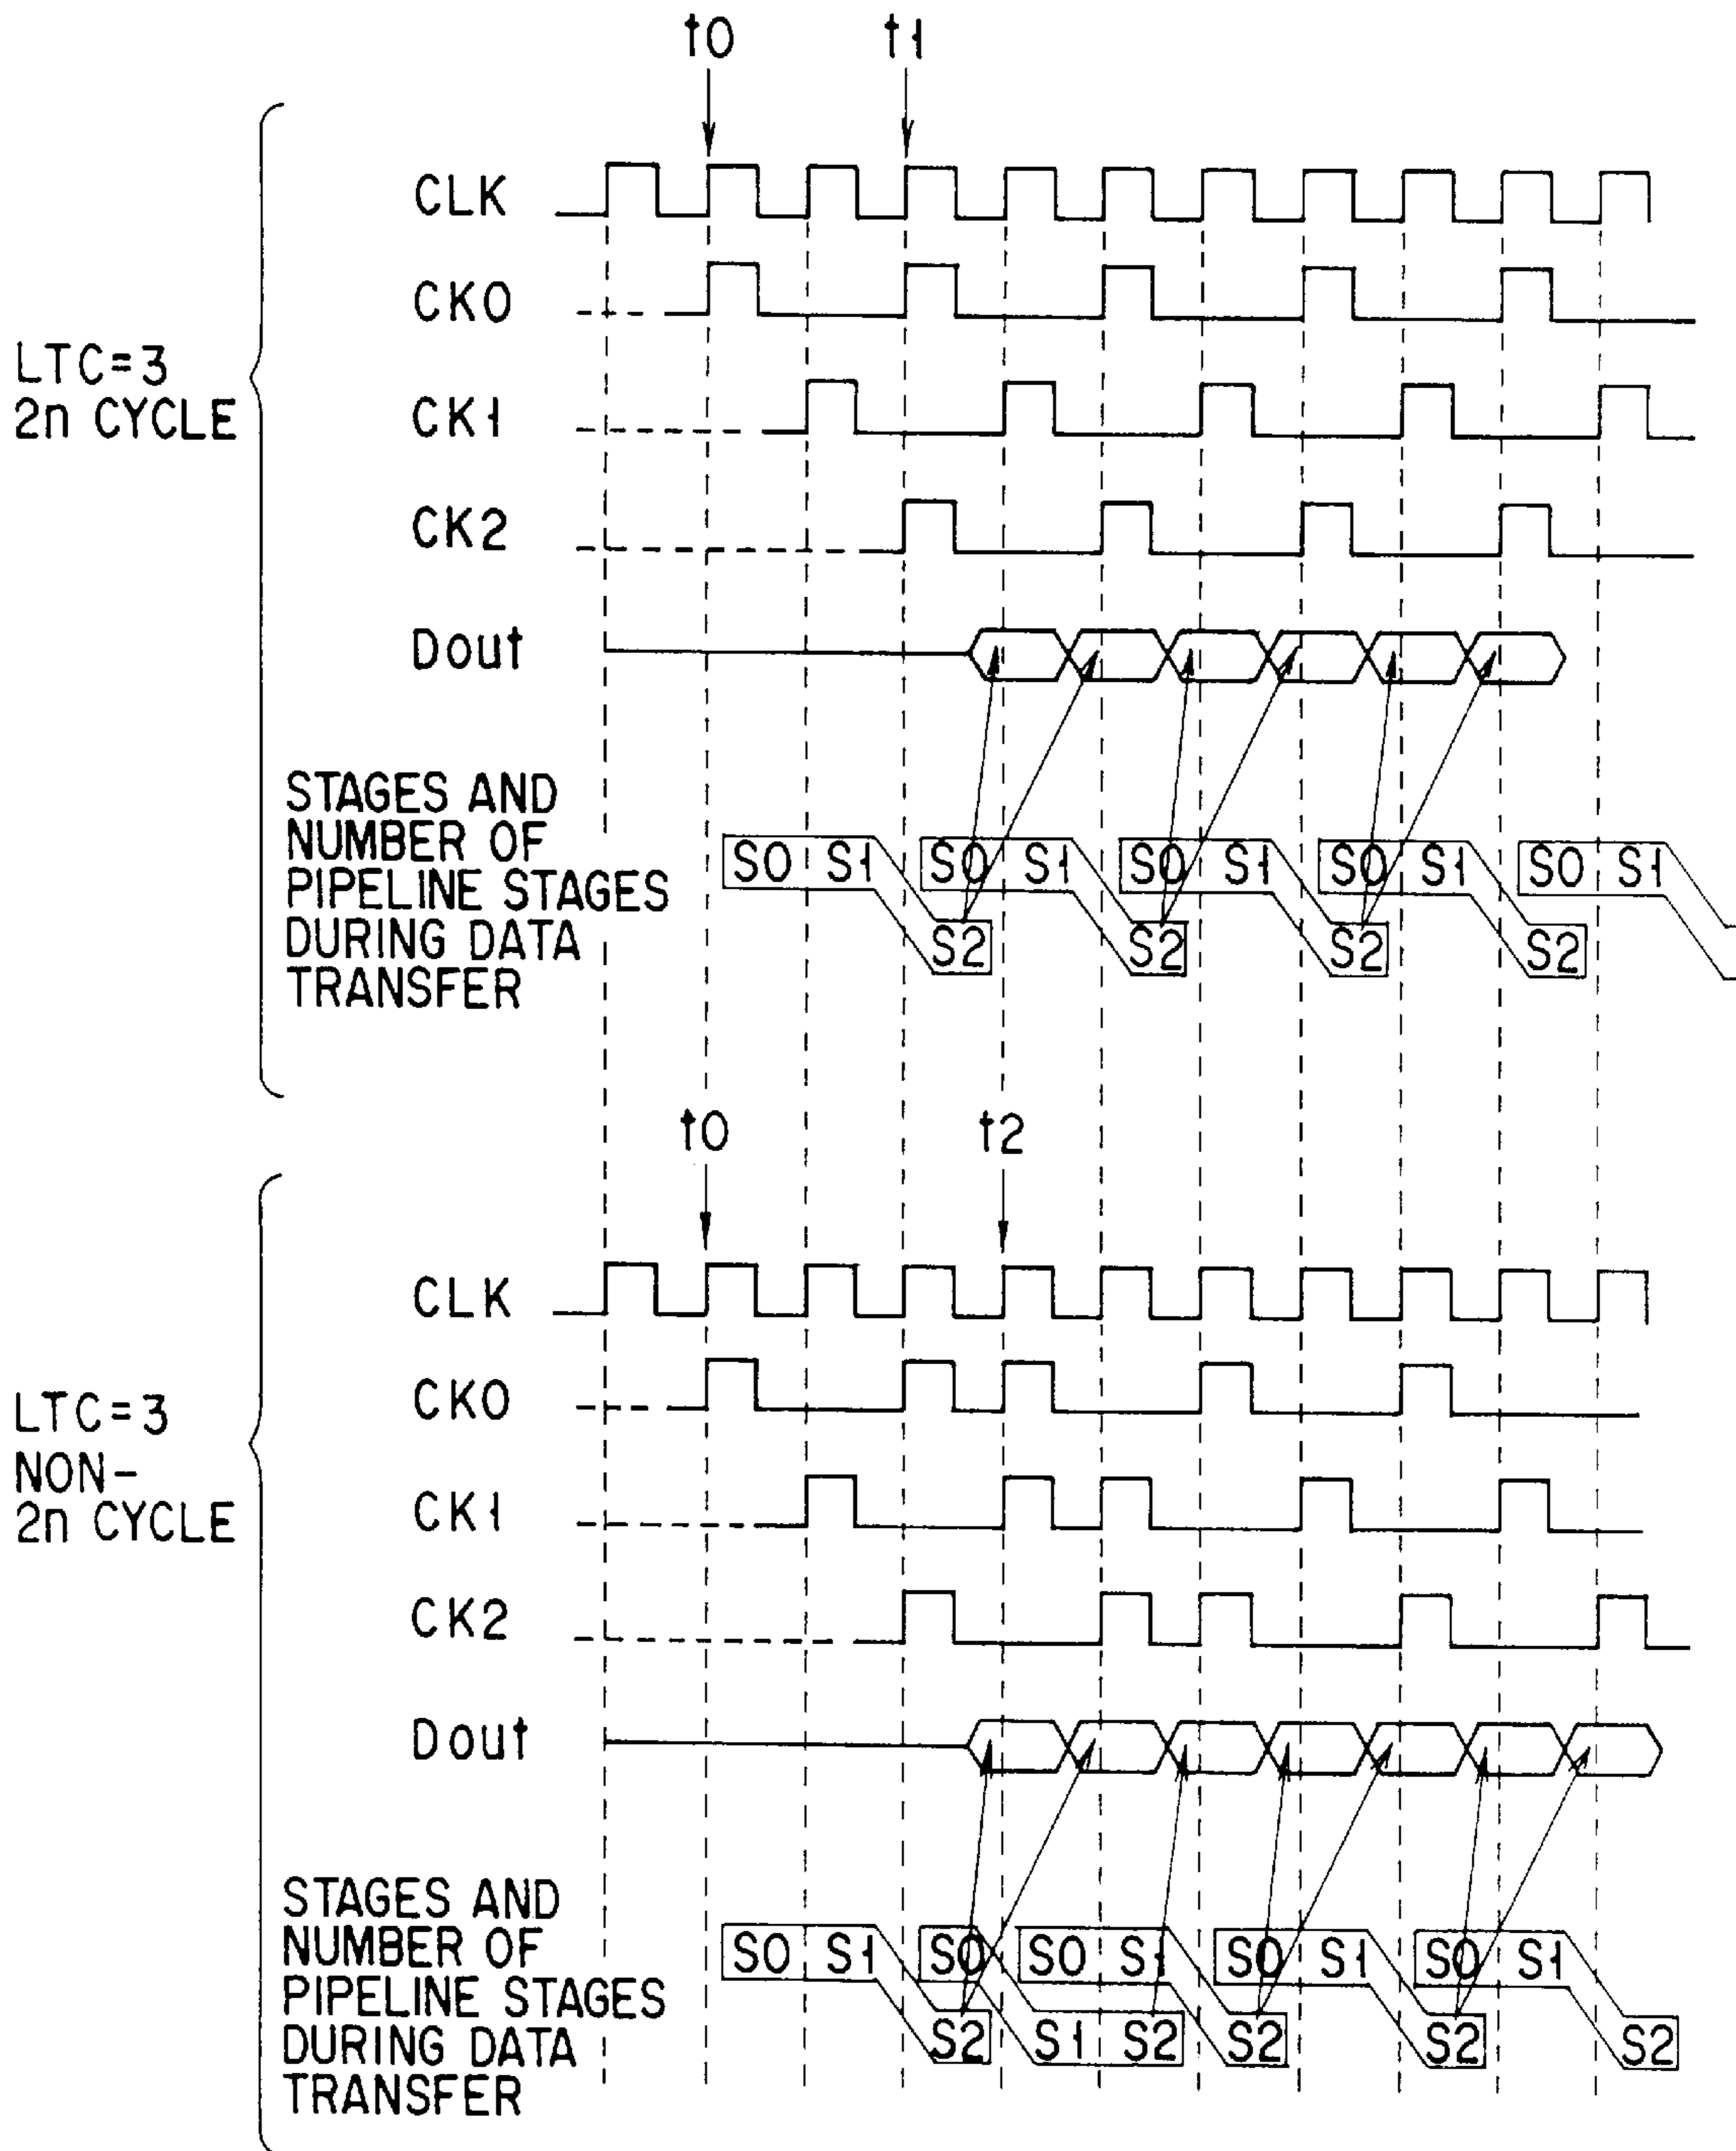 t0 t1
CLK
CK0
LTC=3
2n CYCLE
CK1
CK2
Dout
STAGES AND
NUMBER OF
PIPELINE STAGES
DURING DATA
TRANSFER
S0 S1 S0 S1 S0 S1 S0 S1 S0 S1
S2 S2 S2 S2
t0 t2
CLK
CK0
LTC=3
NON-
2n CYCLE
CK1
CK2
Dout
STAGES AND
NUMBER OF
PIPELINE STAGES
DURING DATA
TRANSFER
S0 S1 S0 S0 S1 S0 S1 S0 S1
S2 S1 S2 S2 S2 S2